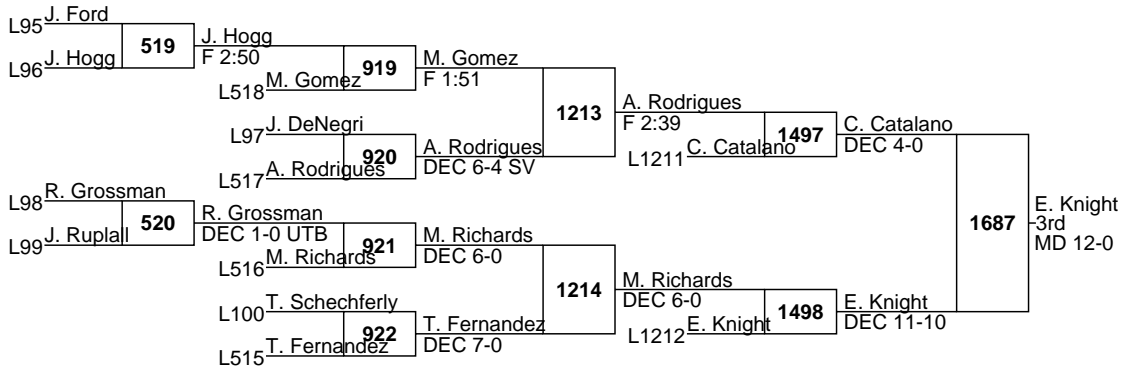 L95 J. Ford
519
L96 J. Hogg
J. Hogg
F 2:50
919
L518 M. Gomez
M. Gomez
F 1:51
1213
L97 J. DeNegri
920
L517 A. Rodrigues
A. Rodrigues
DEC 6-4 SV
A. Rodrigues
F 2:39
1497
L1211 C. Catalano
C. Catalano
DEC 4-0
L98 R. Grossman
520
L99 J. Ruplall
R. Grossman
DEC 1-0 UTB
921
L516 M. Richards
M. Richards
DEC 6-0
1214
L100 T. Schechferly
922
L515 T. Fernandez
T. Fernandez
DEC 7-0
M. Richards
DEC 6-0
1498
L1212 E. Knight
E. Knight
DEC 11-10
1687
E. Knight
3rd
MD 12-0